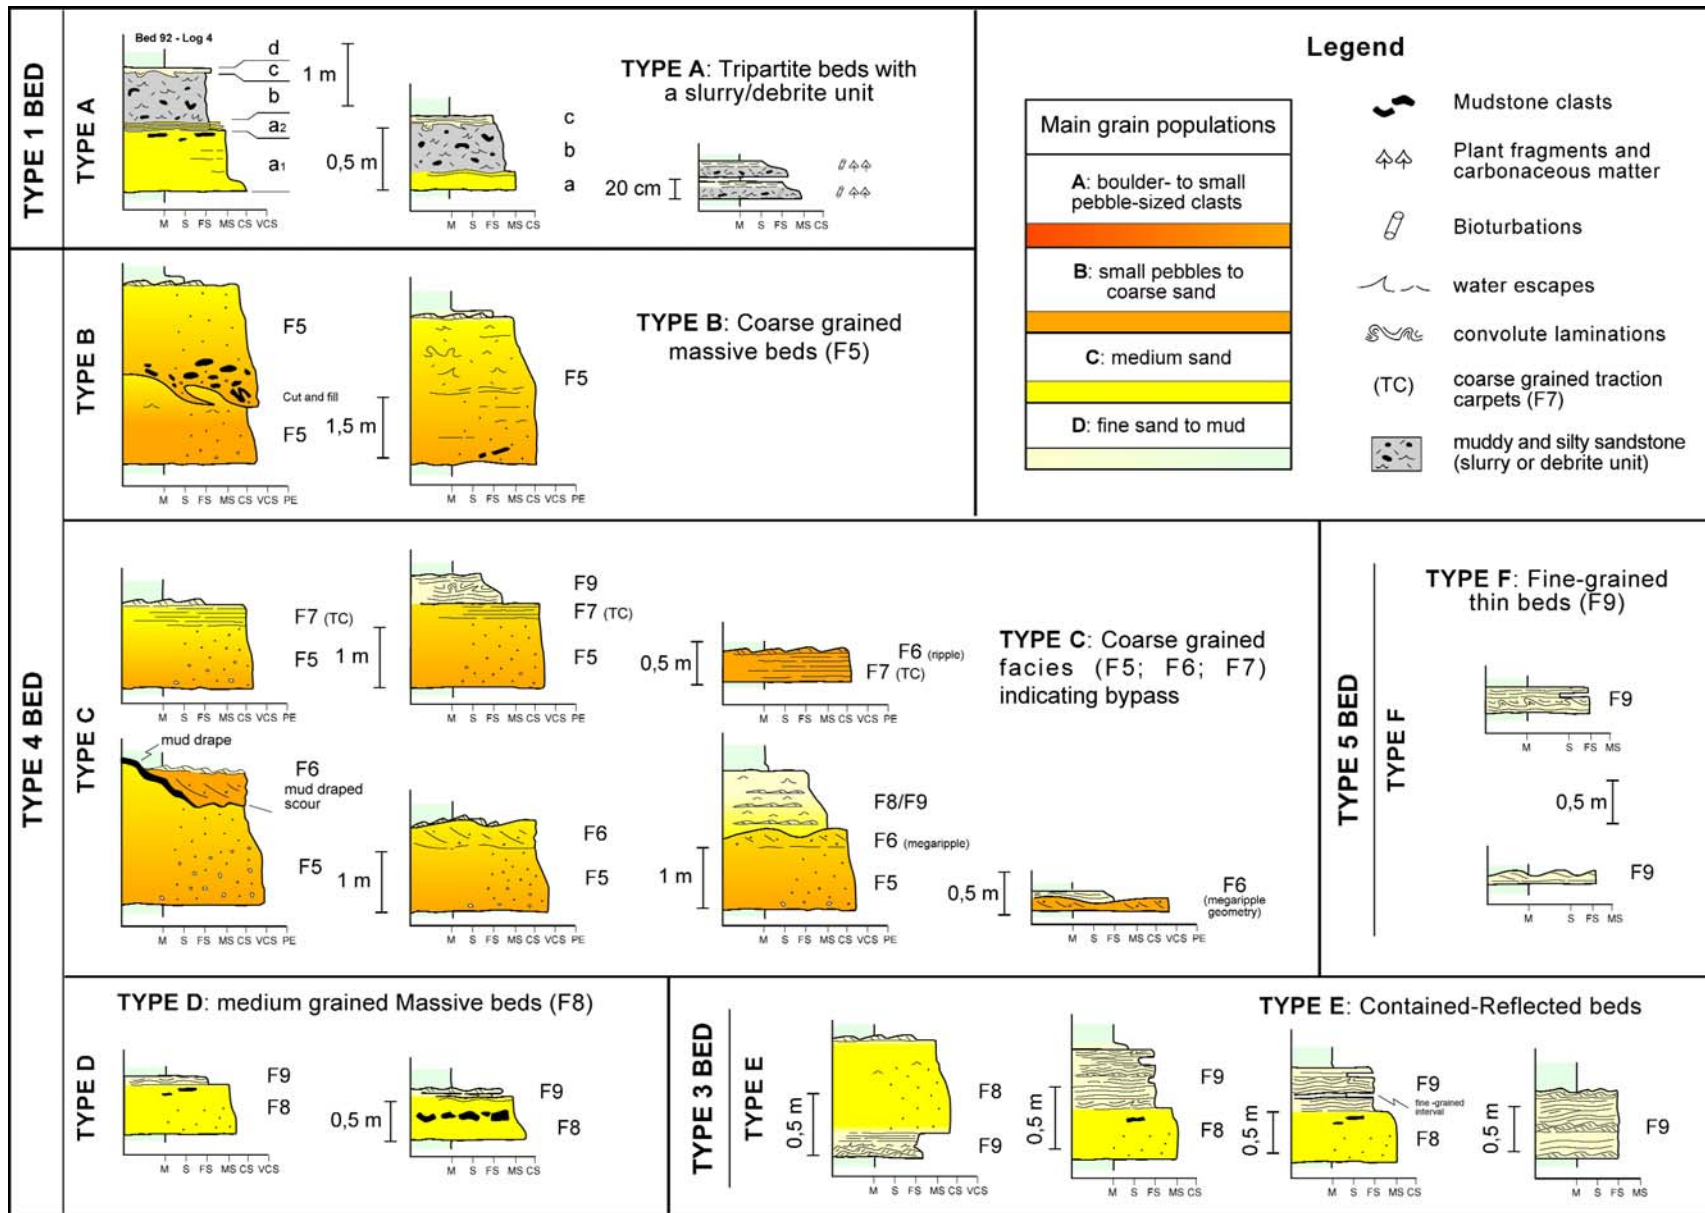 TYPE 1 BED
TYPE A
Bed 92 - Log 4
d
c
b
a2
a1
1 m
M S FS MS CS VCS
0,5 m
c
b
a
M S FS MS CS
TYPE A: Tripartite beds with
a slurry/debrite unit
20 cm
M S FS MS CS
Legend
Main grain populations
A: boulder- to small
pebble-sized clasts
B: small pebbles to
coarse sand
C: medium sand
D: fine sand to mud
Mudstone clasts
Plant fragments and
carbonaceous matter
Bioturbations
water escapes
convolute laminations
(TC)
coarse grained traction
carpets (F7)
muddy and silty sandstone
(slurry or debrite unit)
TYPE 4 BED
TYPE B
F5
Cut and fill
F5
1,5 m
M S FS MS CS VCS PE
F5
M S FS MS CS VCS PE
TYPE B: Coarse grained
massive beds (F5)
TYPE C
F7 (TC)
F5
1 m
M S FS MS CS VCS PE
F9
F7 (TC)
F5
M S FS MS CS VCS PE
0,5 m
F6 (ripple)
F7 (TC)
M S FS MS CS VCS PE
TYPE C: Coarse grained
facies (F5; F6; F7)
indicating bypass
mud drape
F6
mud draped
scour
F5
M S FS MS CS VCS PE
1 m
F6
F5
M S FS MS CS VCS PE
1 m
F8/F9
F6 (megaripple)
F5
M S FS MS CS VCS PE
0,5 m
F6
(megaripple
geometry)
M S FS MS CS VCS PE
TYPE 5 BED
TYPE F
TYPE F: Fine-grained
thin beds (F9)
F9
M S FS MS
0,5 m
F9
M S FS MS
TYPE D: medium grained Massive beds (F8)
TYPE D
F9
F8
M S FS MS CS VCS
0,5 m
F9
F8
M S FS MS CS
TYPE 3 BED
TYPE E
TYPE E: Contained-Reflected beds
0,5 m
F8
F9
M S FS MS CS VCS
0,5 m
F9
F8
M S FS MS CS
0,5 m
F9
fine -grained
interval
F8
M S FS MS CS
0,5 m
F9
M S FS MS